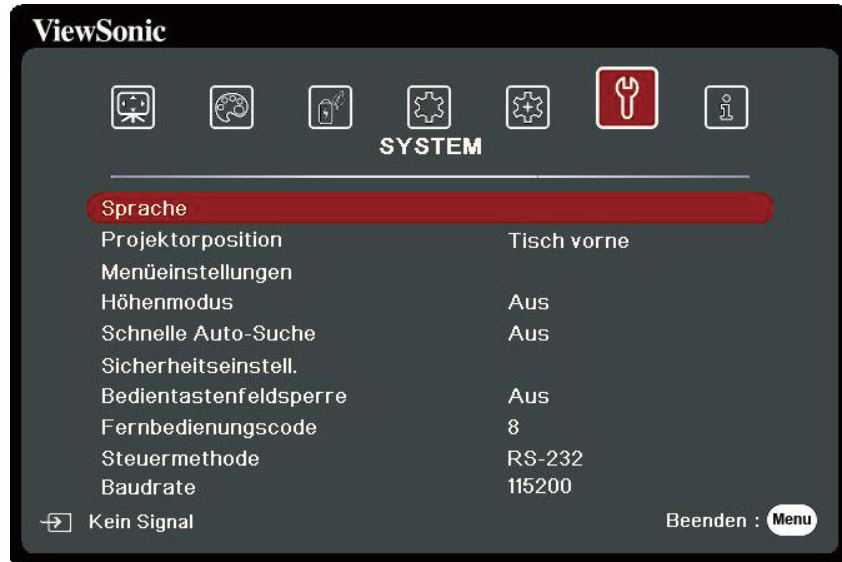 ViewSonic
SYSTEM
Sprache
Projektorposition Tisch vorne
Menüeinstellungen
Höhenmodus Aus
Schnelle Auto-Suche Aus
Sicherheitseinstell.
Bedientastenfeldsperre Aus
Fernbedienungscode 8
Steuermethode RS-232
Baudrate 115200
Kein Signal Beenden : Menu